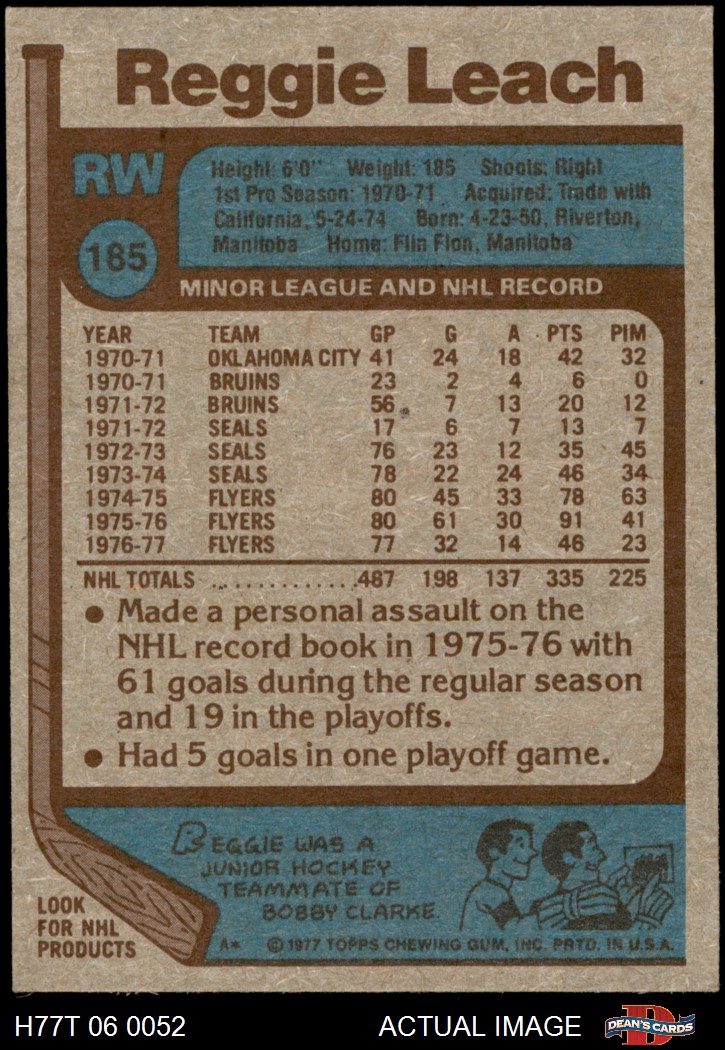 Reggie Leach
RW
185
Height: 6'0" Weight: 185 Shoots: Right
1st Pro Season: 1970-71 Acquired: Trade with
California, 5-24-74 Born: 4-23-50, Riverton,
Manitoba Home: Flin Flon, Manitoba
MINOR LEAGUE AND NHL RECORD
YEAR TEAM GP G A PTS PIM
1970-71 OKLAHOMA CITY 41 24 18 42 32
1970-71 BRUINS 23 2 4 6 0
1971-72 BRUINS 56 7 13 20 12
1971-72 SEALS 17 6 7 13 7
1972-73 SEALS 76 23 12 35 45
1973-74 SEALS 78 22 24 46 34
1974-75 FLYERS 80 45 33 78 63
1975-76 FLYERS 80 61 30 91 41
1976-77 FLYERS 77 32 14 46 23
NHL TOTALS ............. 487 198 137 335 225
● Made a personal assault on the
NHL record book in 1975-76 with
61 goals during the regular season
and 19 in the playoffs.
● Had 5 goals in one playoff game.
REGGIE WAS A
JUNIOR HOCKEY
TEAMMATE OF
BOBBY CLARKE.
LOOK
FOR NHL
PRODUCTS
A* © 1977 TOPPS CHEWING GUM, INC. PRTD. IN U.S.A.
H77T 06 0052 ACTUAL IMAGE
D
DEAN'S CARDS